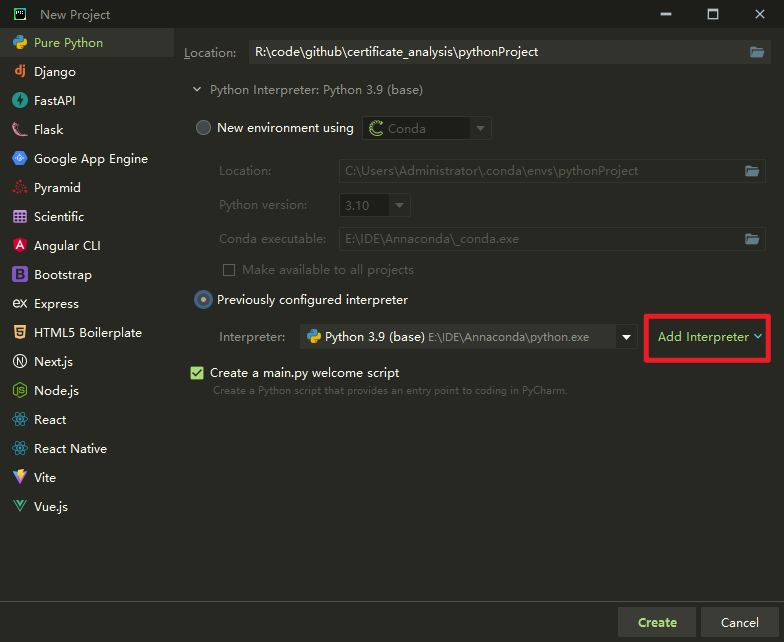 PC New Project
Pure Python
Django
FastAPI
Flask
Google App Engine
Pyramid
Scientific
Angular CLI
Bootstrap
Express
HTML5 Boilerplate
Next.js
Node.js
React
React Native
Vite
Vue.js
Location: R:\code\github\certificate_analysis\pythonProject
Python Interpreter: Python 3.9 (base)
New environment using Conda
Location: C:\Users\Administrator\.conda\envs\pythonProject
Python version: 3.10
Conda executable: E:\IDE\Annaconda\_conda.exe
Make available to all projects
Previously configured interpreter
Interpreter: Python 3.9 (base) E:\IDE\Annaconda\python.exe Add Interpreter
Create a main.py welcome script
Create a Python script that provides an entry point to coding in PyCharm.
Create Cancel